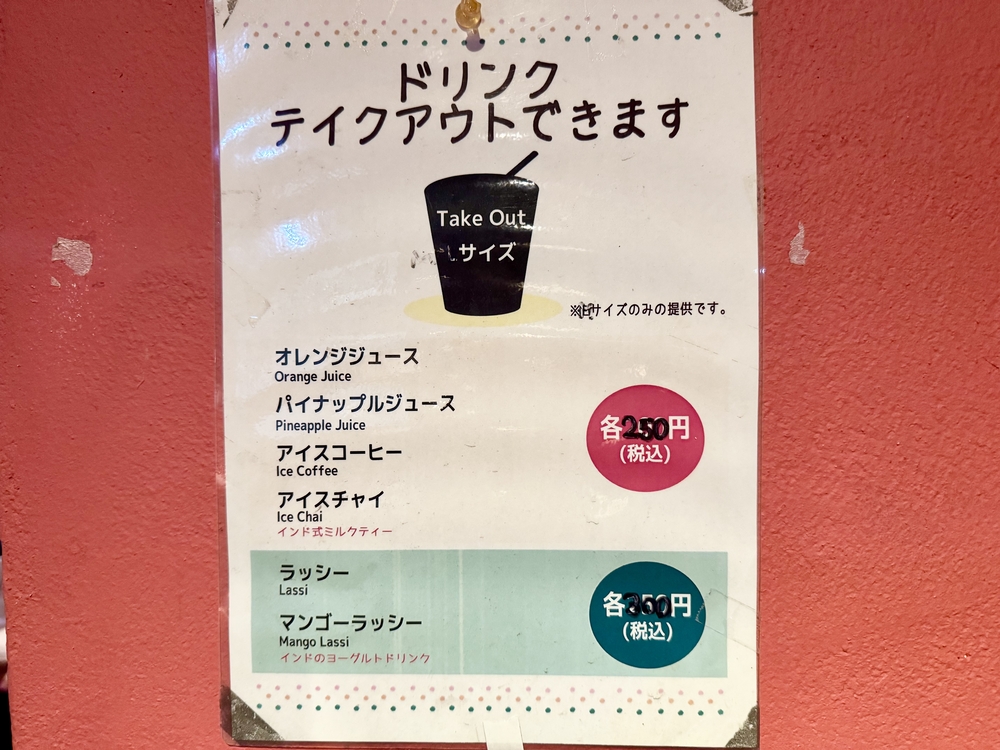 ドリンク
テイクアウトできます
Take Out
Lサイズ
サイズのみの提供です。
オレンジジュース
Orange Juice
パイナップルジュース
Pineapple Juice
アイスコーヒー
Ice Coffee
アイスチャイ
Ice Chai
インド式ミルクティー
各250円
(税込)
ラッシー
Lassi
マンゴーラッシー
Mango Lassi
インドのヨーグルトドリンク
各円
(税込)